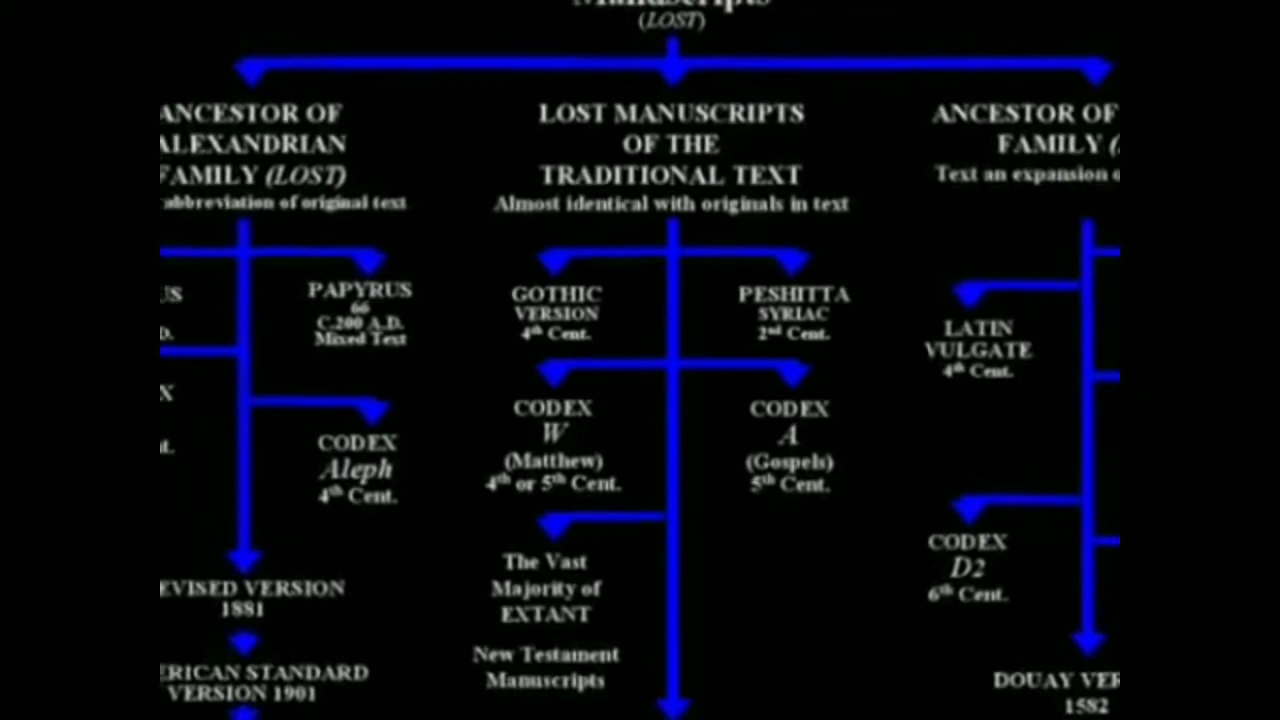 Manuscripts
(LOST)
ANCESTOR OF
ALEXANDRIAN
FAMILY (LOST)
abbreviation of original text
PAPYRUS
66
C.200 A.D.
Mixed Text
CODEX
Aleph
4th Cent.
EVISED VERSION
1881
ERICAN STANDARD
VERSION 1901
LOST MANUSCRIPTS
OF THE
TRADITIONAL TEXT
Almost identical with originals in text
GOTHIC
VERSION
4th Cent.
PESHITTA
SYRIAC
2nd Cent.
CODEX
W
(Matthew)
4th or 5th Cent.
CODEX
A
(Gospels)
5th Cent.
The Vast
Majority of
EXTANT
New Testament
Manuscripts
ANCESTOR OF
FAMILY (
Text an expansion o
LATIN
VULGATE
4th Cent.
CODEX
D2
6th Cent.
DOUAY VER
1582